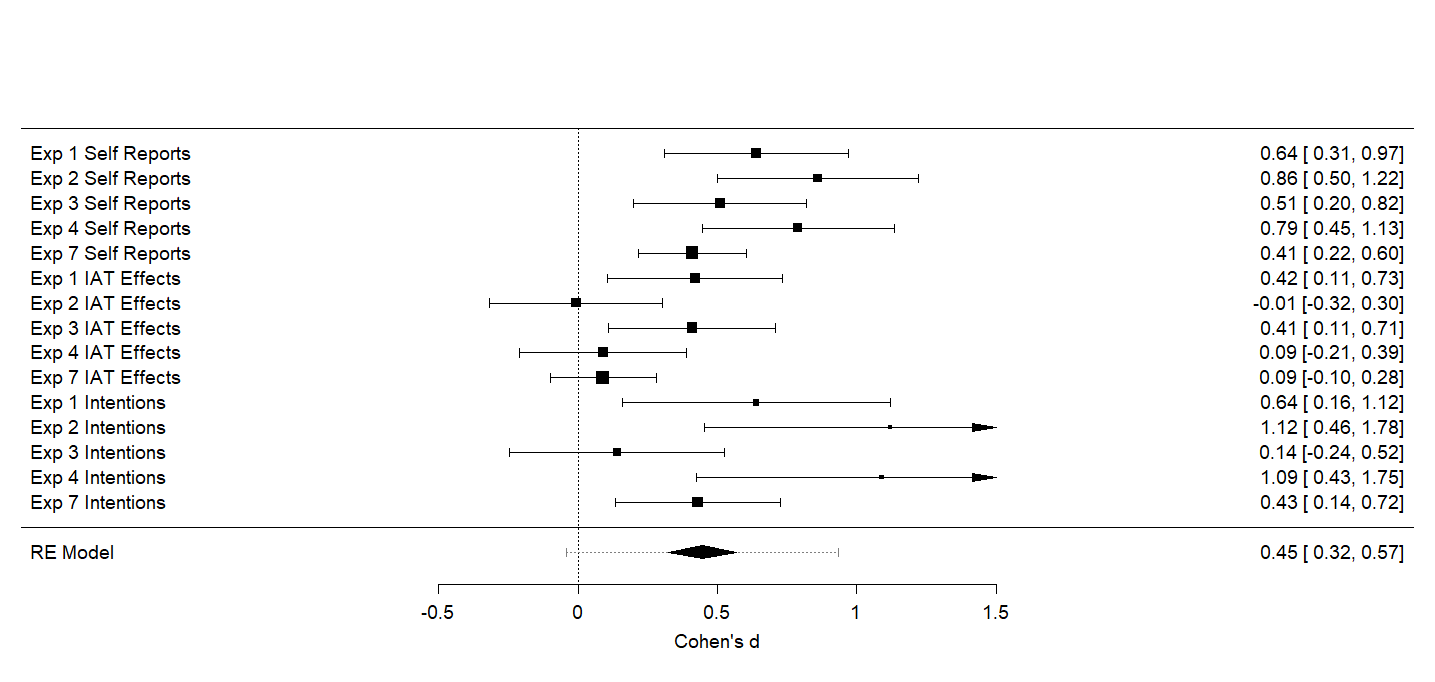 Exp 1 Self Reports 0.64 [ 0.31, 0.97]
Exp 2 Self Reports 0.86 [ 0.50, 1.22]
Exp 3 Self Reports 0.51 [ 0.20, 0.82]
Exp 4 Self Reports 0.79 [ 0.45, 1.13]
Exp 7 Self Reports 0.41 [ 0.22, 0.60]
Exp 1 IAT Effects 0.42 [ 0.11, 0.73]
Exp 2 IAT Effects -0.01 [-0.32, 0.30]
Exp 3 IAT Effects 0.41 [ 0.11, 0.71]
Exp 4 IAT Effects 0.09 [-0.21, 0.39]
Exp 7 IAT Effects 0.09 [-0.10, 0.28]
Exp 1 Intentions 0.64 [ 0.16, 1.12]
Exp 2 Intentions 1.12 [ 0.46, 1.78]
Exp 3 Intentions 0.14 [-0.24, 0.52]
Exp 4 Intentions 1.09 [ 0.43, 1.75]
Exp 7 Intentions 0.43 [ 0.14, 0.72]
RE Model 0.45 [ 0.32, 0.57]
-0.5 0 0.5 1 1.5
Cohen's d